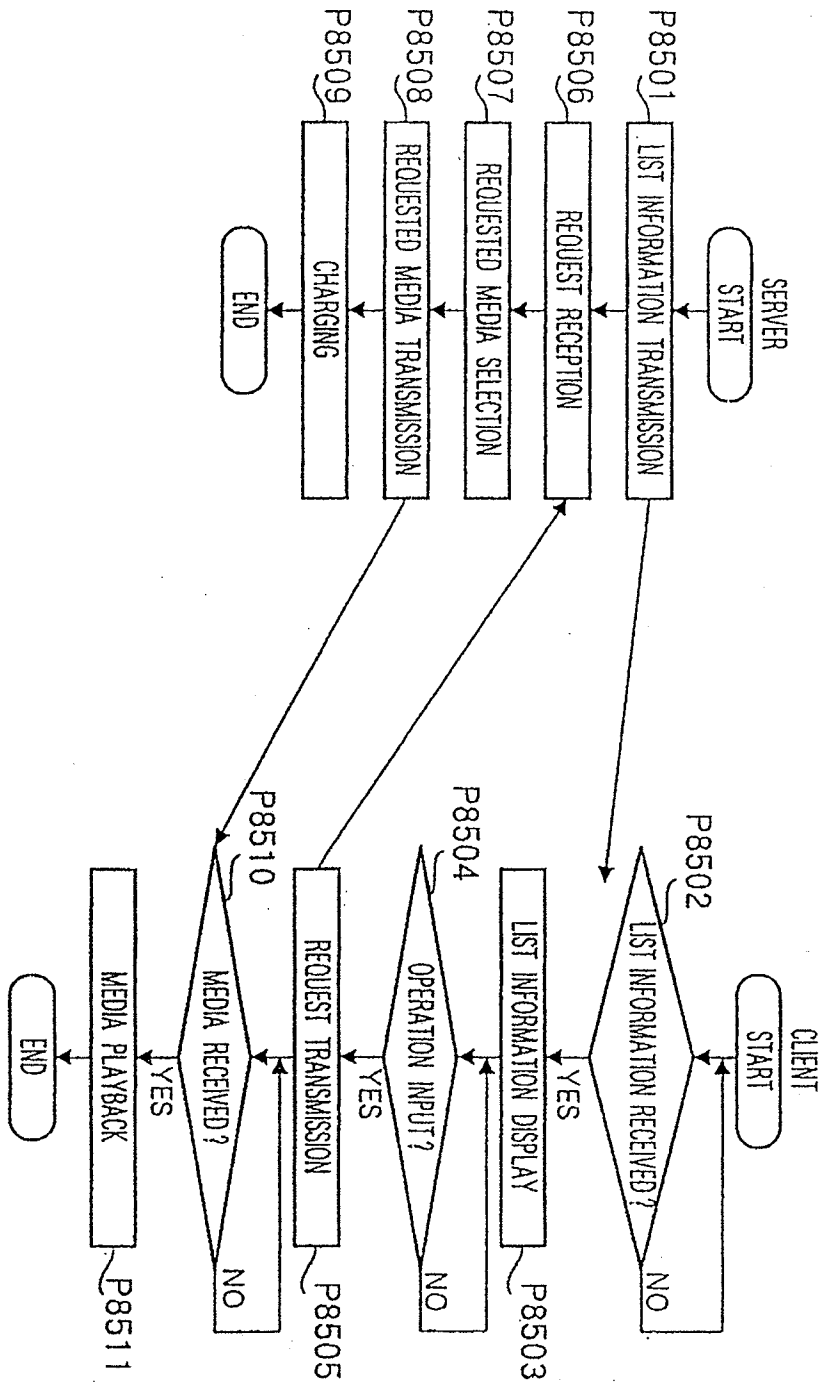 SERVER
START
P8501
LIST INFORMATION TRANSMISSION
P8506
REQUEST RECEPTION
P8507
REQUESTED MEDIA SELECTION
P8508
REQUESTED MEDIA TRANSMISSION
P8509
CHARGING
END
CLIENT
START
P8502
LIST INFORMATION RECEIVED?
NO
YES
LIST INFORMATION DISPLAY
P8503
P8504
OPERATION INPUT?
NO
YES
REQUEST TRANSMISSION
P8505
P8510
MEDIA RECEIVED?
NO
YES
MEDIA PLAYBACK
P8511
END